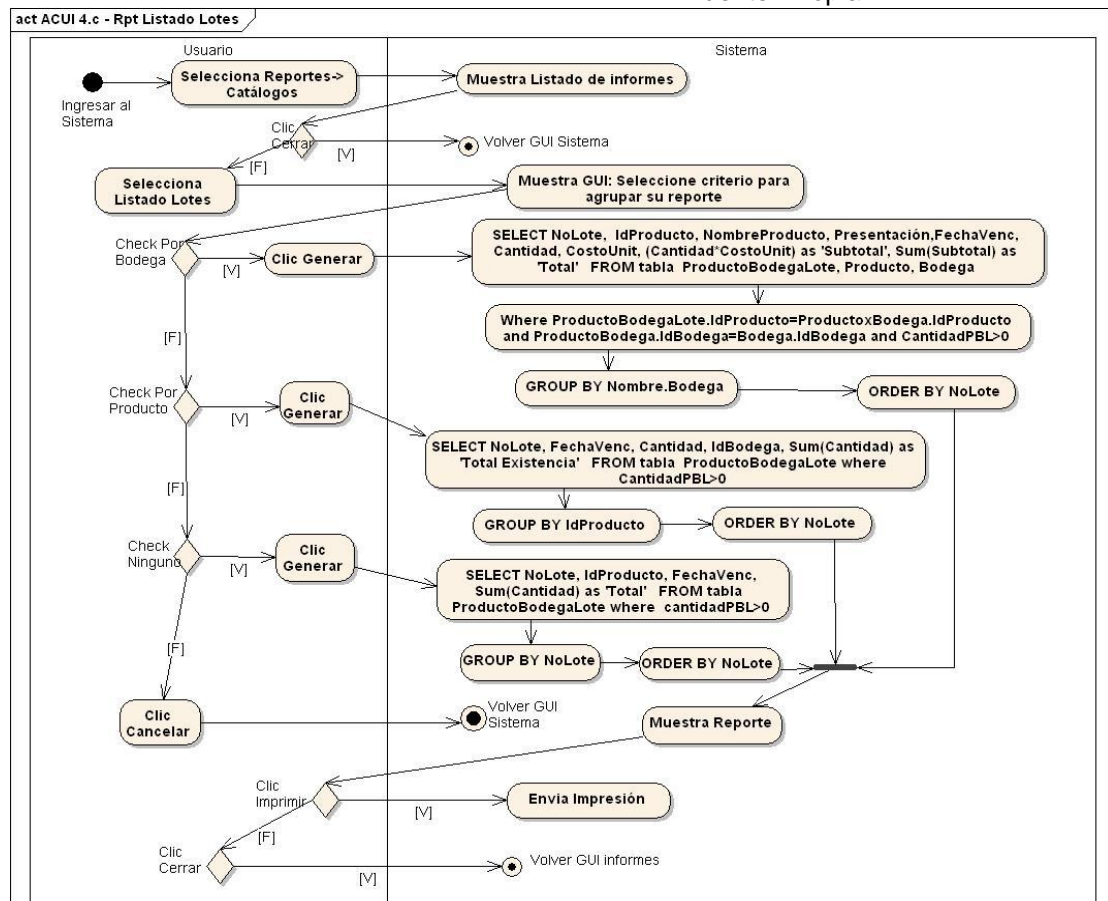 act ACUI 4.c - Rpt Listado Lotes
Usuario
Sistema
Ingresar al
Sistema
Selecciona Reportes->
Catálogos
Muestra Listado de informes
Clic
Cerrar
[V]
Volver GUI Sistema
[F]
Selecciona
Listado Lotes
Muestra GUI: Seleccione criterio para
agrupar su reporte
Check Por
Bodega
[V]
Clic Generar
SELECT NoLote, IdProducto, NombreProducto, Presentación,FechaVenc,
Cantidad, CostoUnit, (Cantidad*CostoUnit) as 'Subtotal', Sum(Subtotal) as
'Total' FROM tabla ProductoBodegaLote, Producto, Bodega
Where ProductoBodegaLote.IdProducto=ProductoxBodega.IdProducto
and ProductoBodega.IdBodega=Bodega.IdBodega and CantidadPBL>0
[F]
GROUP BY Nombre.Bodega
ORDER BY NoLote
Check Por
Producto
[V]
Clic
Generar
SELECT NoLote, FechaVenc, Cantidad, IdBodega, Sum(Cantidad) as
'Total Existencia' FROM tabla ProductoBodegaLote where
CantidadPBL>0
[F]
GROUP BY IdProducto
ORDER BY NoLote
Check
Ninguno
[V]
Clic
Generar
SELECT NoLote, IdProducto, FechaVenc,
Sum(Cantidad) as 'Total' FROM tabla
ProductoBodegaLote where cantidadPBL>0
[F]
GROUP BY NoLote
ORDER BY NoLote
Clic
Cancelar
Volver GUI
Sistema
Muestra Reporte
Clic
Imprimir
[V]
Envia Impresión
[F]
Clic
Cerrar
[V]
Volver GUI informes